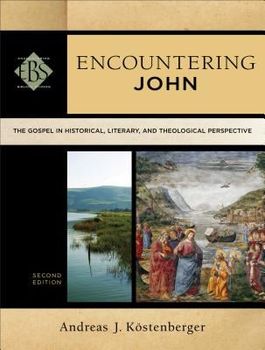 EBS
ENCOUNTERING
JOHN
THE GOSPEL IN HISTORICAL, LITERARY, AND THEOLOGICAL PERSPECTIVE
SECOND
EDITION
Andreas J. Köstenberger